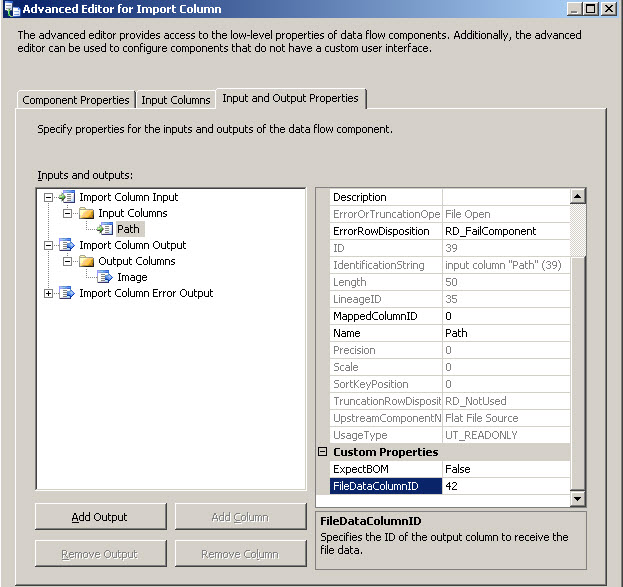 Advanced Editor for Import Column
The advanced editor provides access to the low-level properties of data flow components. Additionally, the advanced
editor can be used to configure components that do not have a custom user interface.
Component Properties
Input Columns
Input and Output Properties
Specify properties for the inputs and outputs of the data flow component.
Inputs and outputs:
Import Column Input
Input Columns
Path
Import Column Output
Output Columns
Image
Import Column Error Output
Description
ErrorOrTruncationOpe File Open
ErrorRowDisposition RD_FailComponent
ID 39
IdentificationString input column "Path" (39)
Length 50
LineageID 35
MappedColumnID 0
Name Path
Precision 0
Scale 0
SortKeyPosition 0
TruncationRowDisposit RD_NotUsed
UpstreamComponentN Flat File Source
UsageType UT_READONLY
Custom Properties
ExpectBOM False
FileDataColumnID 42
Add Output
Add Column
Remove Output
Remove Column
FileDataColumnID
Specifies the ID of the output column to receive the
file data.